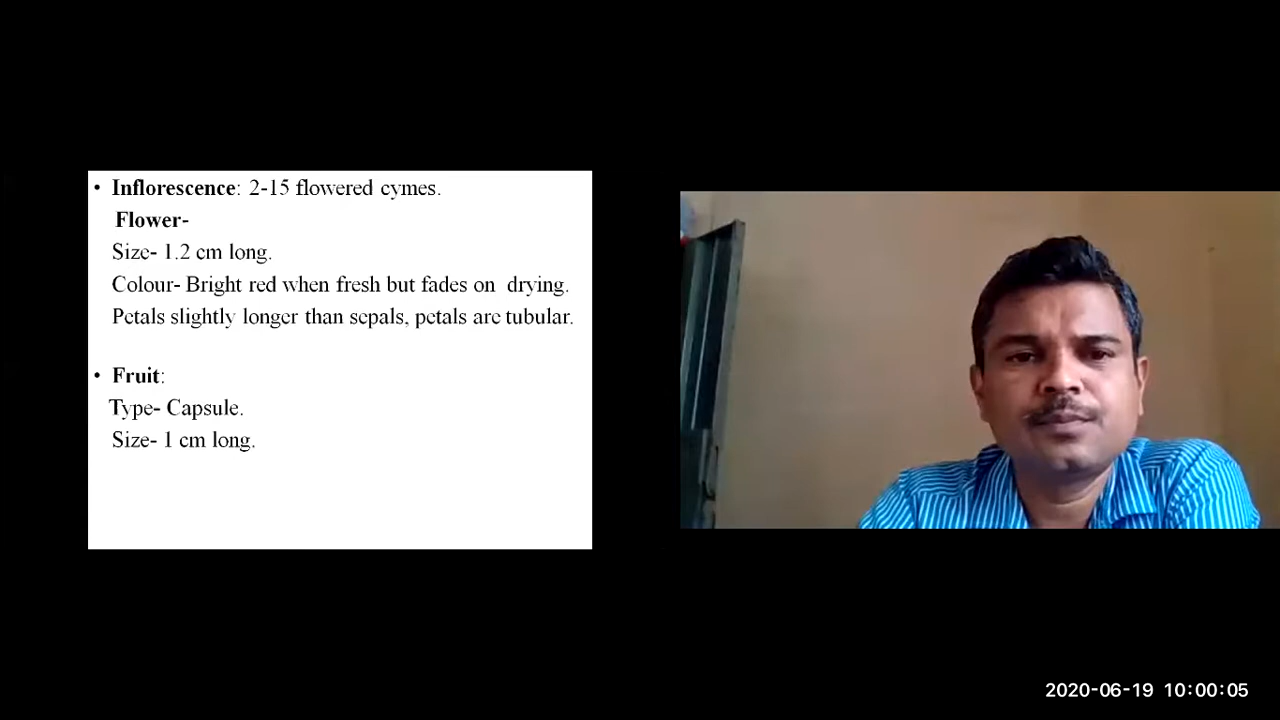 • Inflorescence: 2-15 flowered cymes.
Flower-
Size- 1.2 cm long.
Colour- Bright red when fresh but fades on drying.
Petals slightly longer than sepals, petals are tubular.
• Fruit:
Type- Capsule.
Size- 1 cm long.
2020-06-19 10:00:05